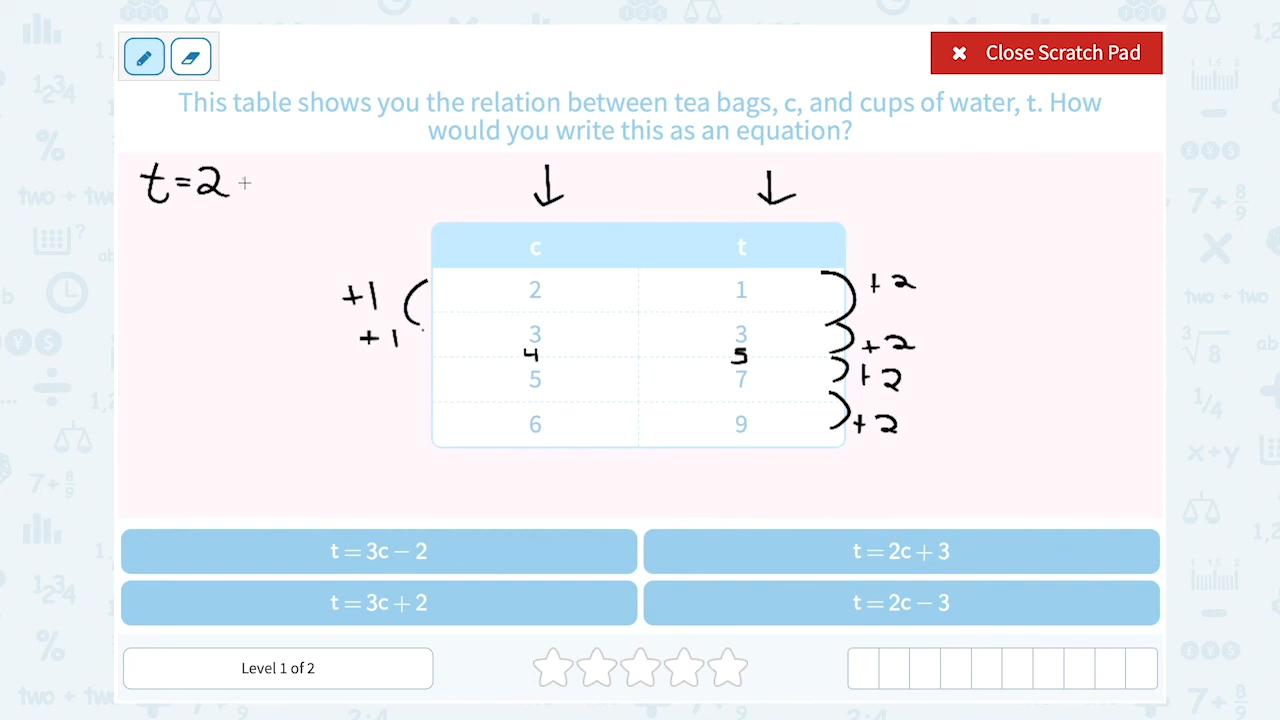 Close Scratch Pad
This table shows you the relation between tea bags, c, and cups of water, t. How
would you write this as an equation?
t=2
c t
2 1
+1 +2
3 3
+1 +2
4 5
5 7
+2
6 9
+2
t = 3c − 2
t = 2c + 3
t = 3c + 2
t = 2c − 3
Level 1 of 2